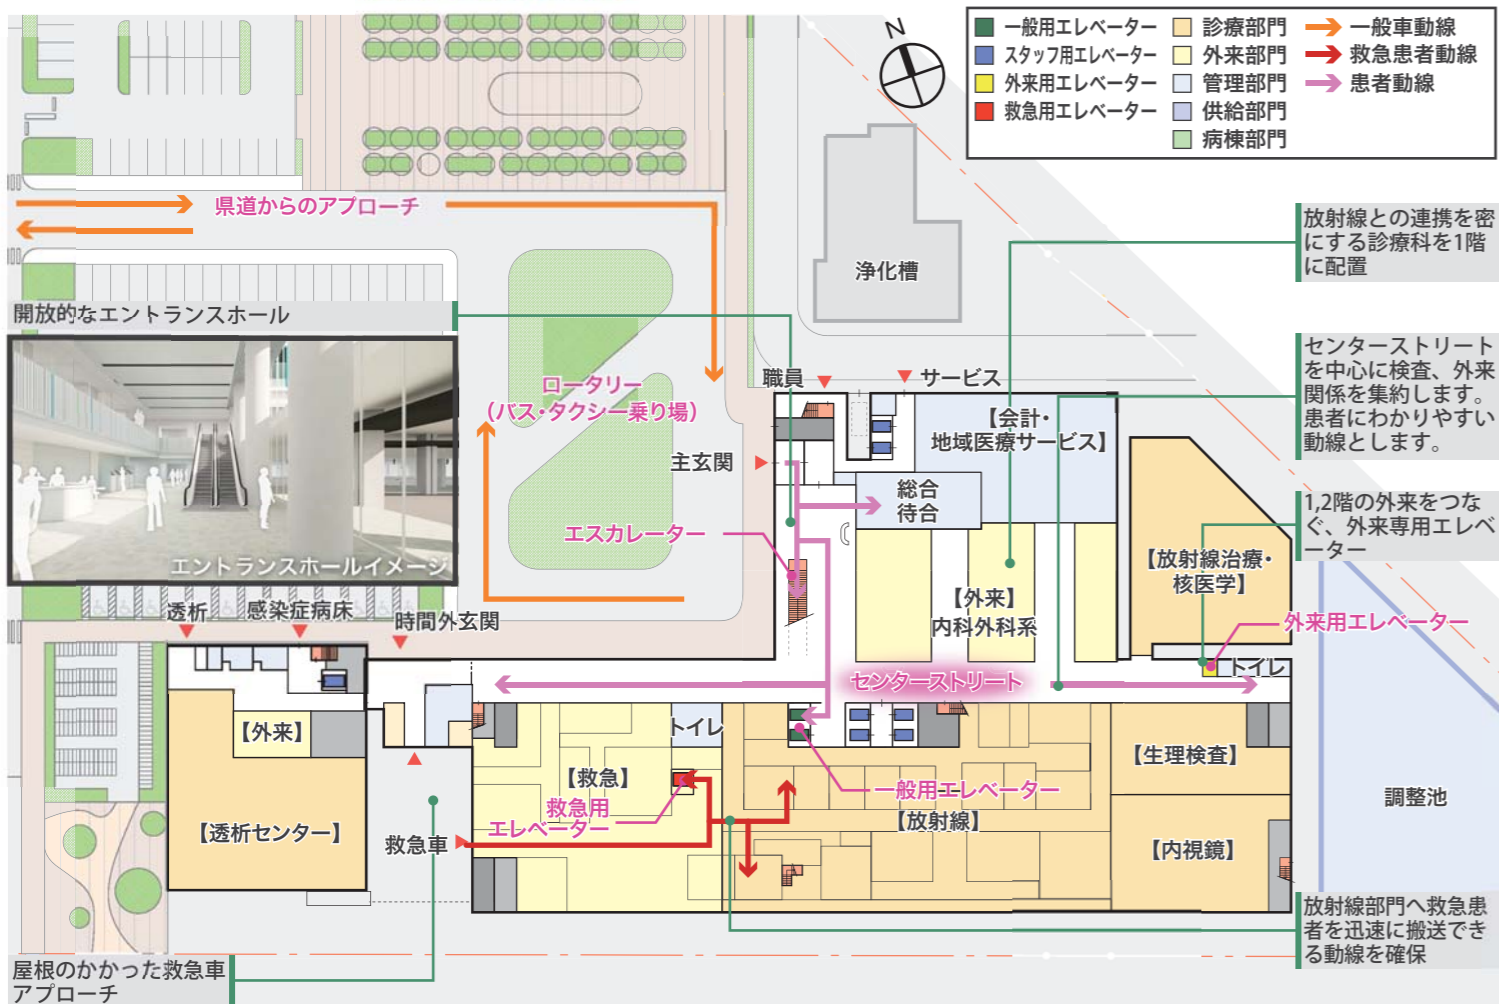 一般用エレベーター
スタッフ用エレベーター
外来用エレベーター
救急用エレベーター
診療部門
外来部門
管理部門
供給部門
病棟部門
一般車動線
救急患者動線
患者動線
N
県道からのアプローチ
浄化槽
放射線との連携を密
にする診療科を1階
に配置
開放的なエントランスホール
センターストリート
を中心に検査、外来
関係を集約します。
患者にわかりやすい
動線とします。
ロータリー
（バス・タクシー乗り場）
職員
サービス
【会計・
地域医療サービス】
主玄関
総合
待合
1,2階の外来をつな
ぐ、外来専用エレベ
ーター
エスカレーター
【放射線治療・
核医学】
エントランスホールイメージ
【外来】
内科外科系
透析
感染症病床
時間外玄関
外来用エレベーター
トイレ
センターストリート
【外来】
トイレ
【救急】
【生理検査】
一般用エレベーター
救急用
エレベーター
調整池
【透析センター】
救急車
【放射線】
【内視鏡】
放射線部門へ救急患
者を迅速に搬送でき
る動線を確保
屋根のかかった救急車
アプローチ